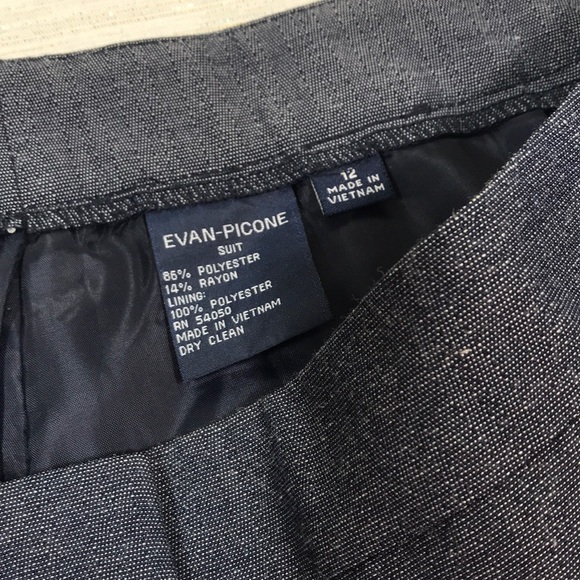 EVAN-PICONE
SUIT
86% POLYESTER
14% RAYON
LINING:
100% POLYESTER
RN 54050
MADE IN VIETNAM
DRY CLEAN
12
MADE IN
VIETNAM